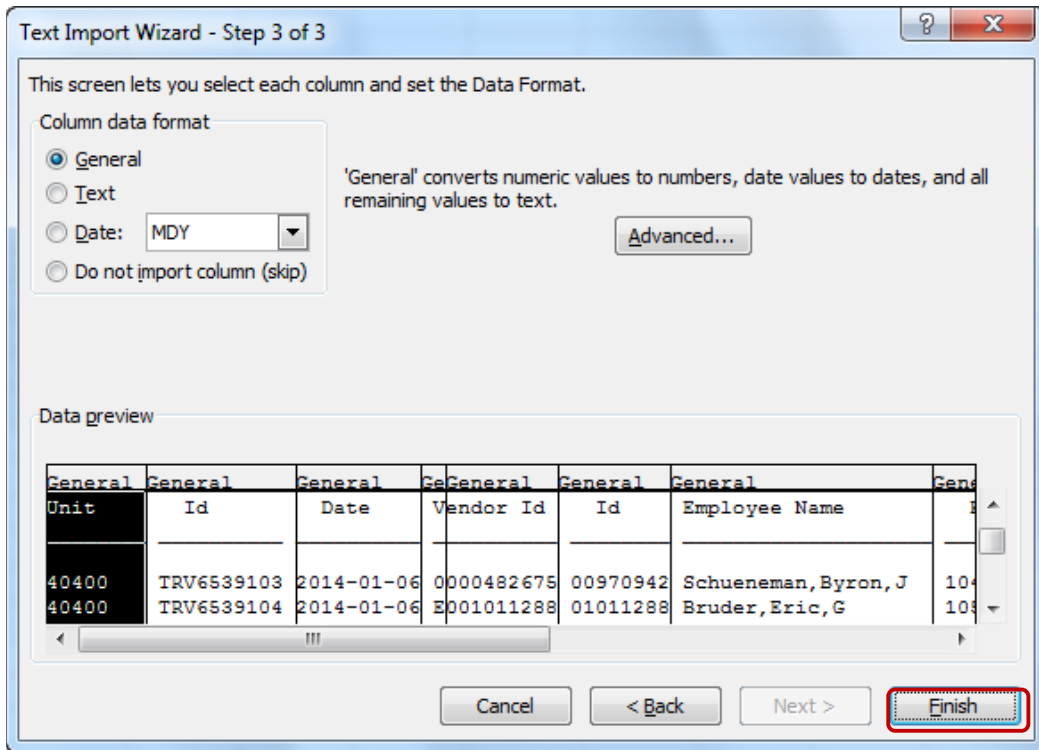 Text Import Wizard - Step 3 of 3
This screen lets you select each column and set the Data Format.
Column data format
General
Text
Date: MDY
Do not import column (skip)
'General' converts numeric values to numbers, date values to dates, and all
remaining values to text.
Advanced...
Data preview
General General General Ge General General General Gene
Unit Id Date Vendor Id Id Employee Name
40400 TRV6539103 2014-01-06 0000482675 00970942 Schueneman,Byron,J 104
40400 TRV6539104 2014-01-06 E001011288 01011288 Bruder,Eric,G 105
Cancel < Back Next > Finish